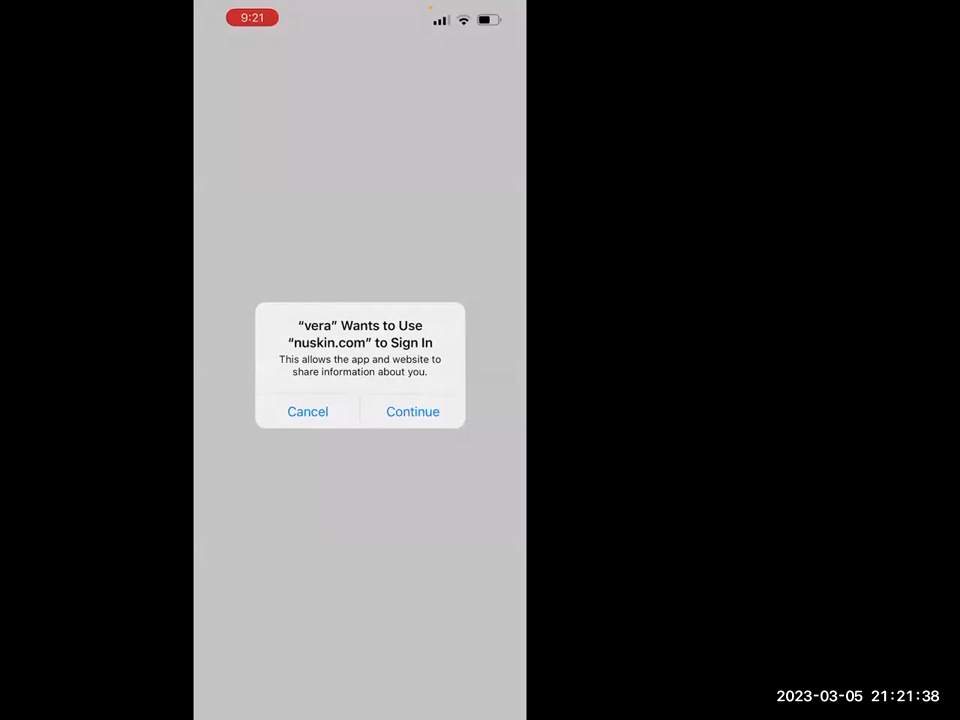 9:21
“vera” Wants to Use
“nuskin.com” to Sign In
This allows the app and website to
share information about you.
Cancel Continue
2023-03-05 21:21:38